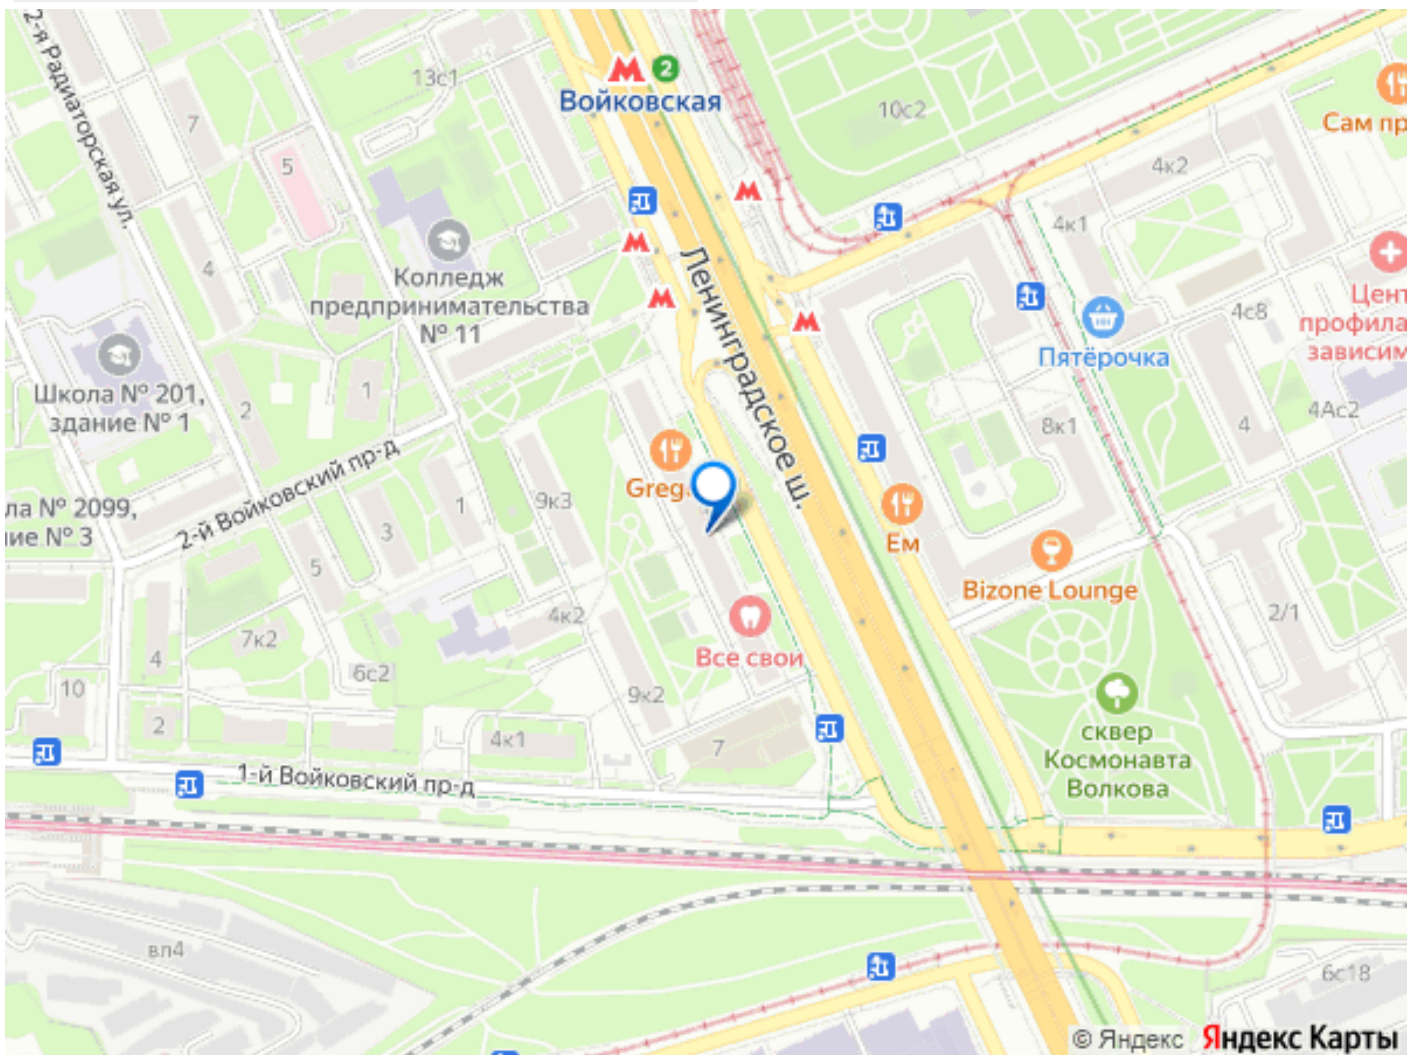 2-я Радиаторская ул.
7
13с1
2
Войковская
10с2
Сам пр
5
4к2
4к1
4
Колледж
предпринимательства
№ 11
Ленинградское ш.
Пятёрочка
4с8
Цент
профила
зависим
Школа № 201,
здание № 1
2
1
8к1
4
4Ас2
2-й Войковский пр-д
Greg
ла № 2099,
ие № 3
3
1
9к3
Ем
Bizone Lounge
5
7к2
4к2
2/1
4
6с2
Все свои
10
2
9к2
4к1
7
сквер
Космонавта
Волкова
1-й Войковский пр-д
вл4
6с18
© Яндекс Яндекс Карты